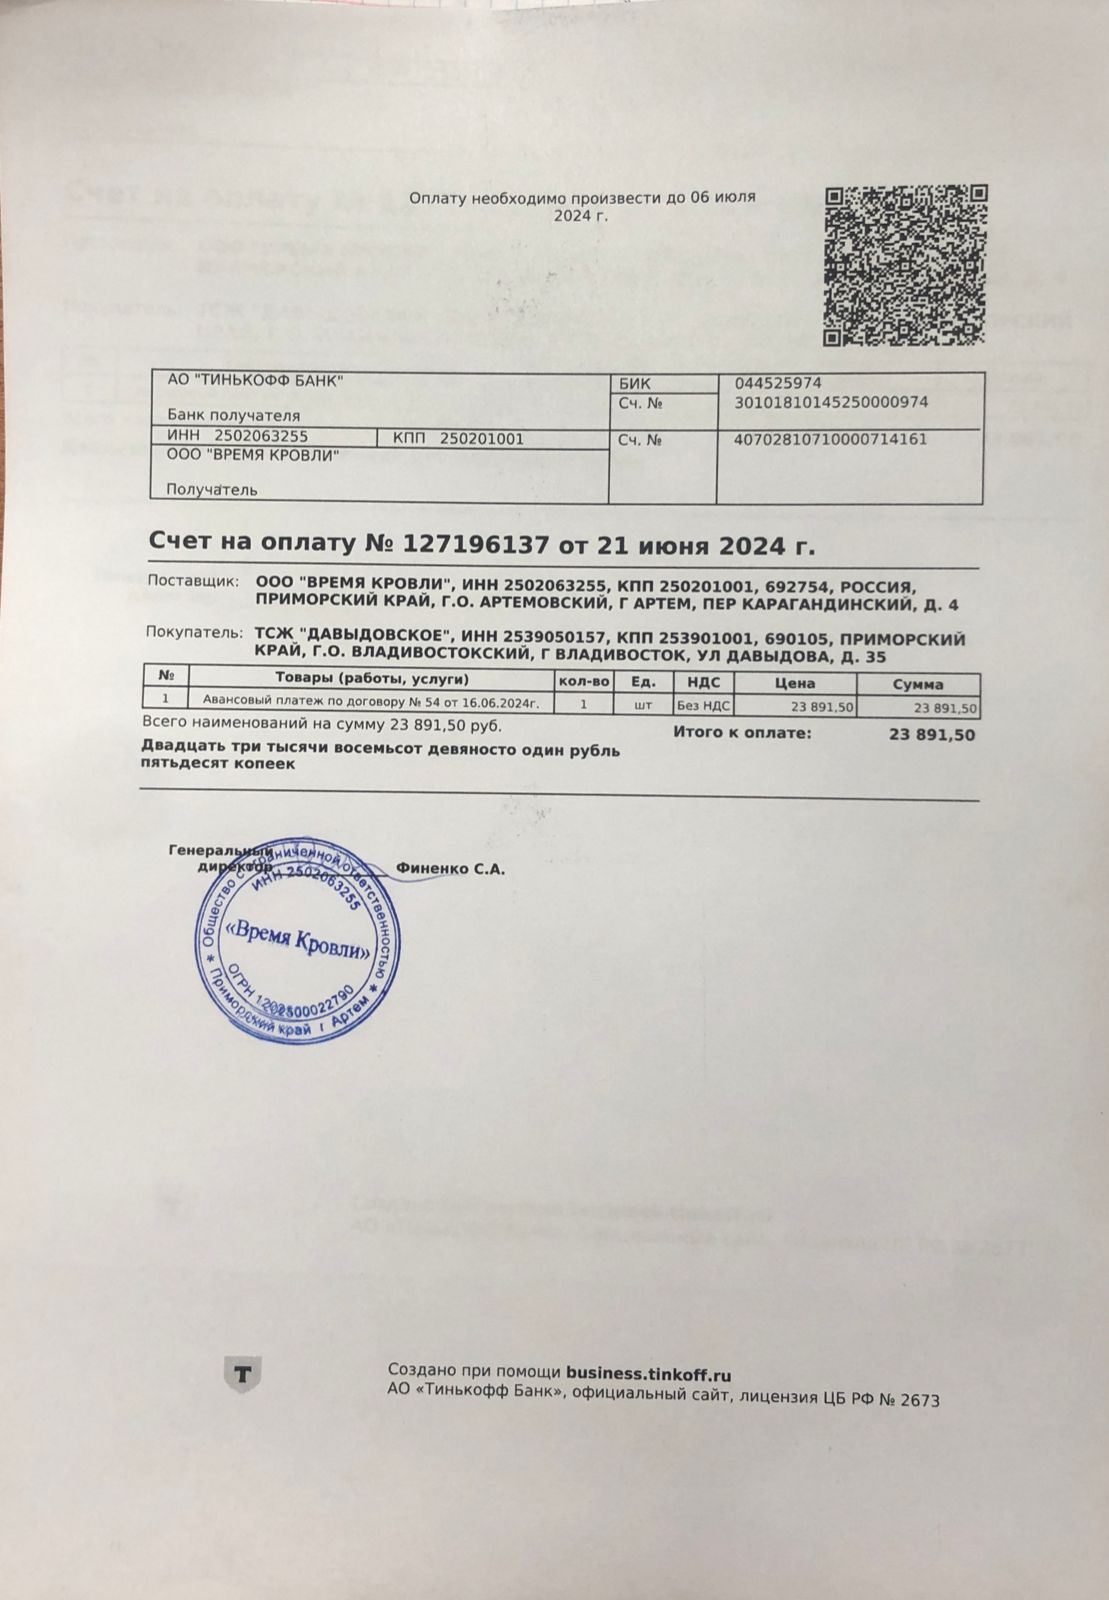 Оплату необходимо произвести до 06 июля
2024 г.
АО "ТИНЬКОФФ БАНК"
Банк получателя
БИК 044525974
Сч. № 30101810145250000974
ИНН 2502063255 КПП 250201001
Сч. № 40702810710000714161
ООО "ВРЕМЯ КРОВЛИ"
Получатель
Счет на оплату № 127196137 от 21 июня 2024 г.
Поставщик: ООО "ВРЕМЯ КРОВЛИ", ИНН 2502063255, КПП 250201001, 692754, РОССИЯ,
ПРИМОРСКИЙ КРАЙ, Г.О. АРТЕМОВСКИЙ, Г АРТЕМ, ПЕР КАРАГАНДИНСКИЙ, Д. 4
Покупатель: ТСЖ "ДАВЫДОВСКОЕ", ИНН 2539050157, КПП 253901001, 690105, ПРИМОРСКИЙ
КРАЙ, Г.О. ВЛАДИВОСТОКСКИЙ, Г ВЛАДИВОСТОК, УЛ ДАВЫДОВА, Д. 35
№ Товары (работы, услуги) кол-во Ед. НДС Цена Сумма
1 Авансовый платеж по договору № 54 от 16.06.2024г. 1 шт Без НДС 23 891,50 23 891,50
Всего наименований на сумму 23 891,50 руб.
Итого к оплате: 23 891,50
Двадцать три тысячи восемьсот девяносто один рубль
пятьдесят копеек
Генеральный
директор
Финенко С.А.
Общество с ограниченной ответственностью
ИНН 2502063255
«Время Кровли»
ОГРН 1202500022790
Приморский край г Артем
Т
Создано при помощи business.tinkoff.ru
АО «Тинькофф Банк», официальный сайт, лицензия ЦБ РФ № 2673